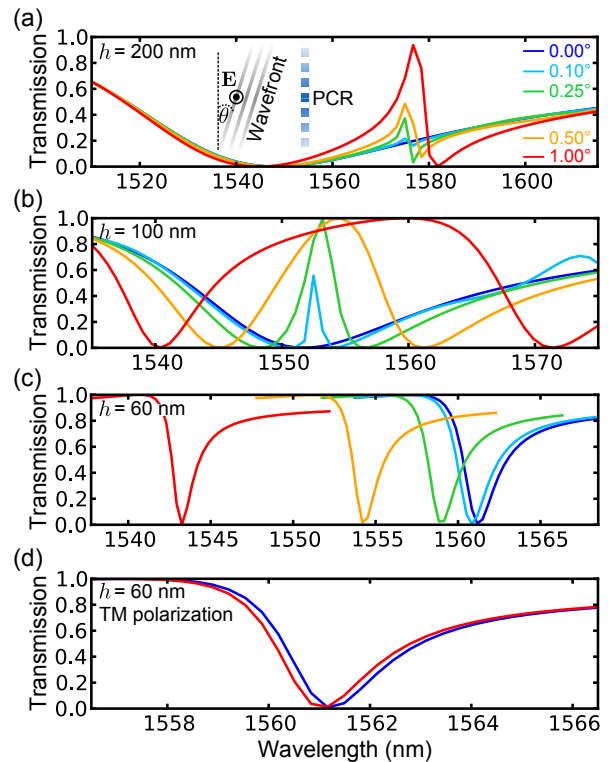 (a)
Transmission
1.0
0.8
0.6
0.4
0.2
0.0
h = 200 nm
E
θ
Wavefront
PCR
0.00°
0.10°
0.25°
0.50°
1.00°
1520 1540 1560 1580 1600
(b)
Transmission
1.0
0.8
0.6
0.4
0.2
0.0
h = 100 nm
1540 1550 1560 1570
(c)
Transmission
1.0
0.8
0.6
0.4
0.2
0.0
h = 60 nm
1540 1545 1550 1555 1560 1565
(d)
Transmission
1.0
0.8
0.6
0.4
0.2
0.0
h = 60 nm
TM polarization
1558 1560 1562 1564 1566
Wavelength (nm)